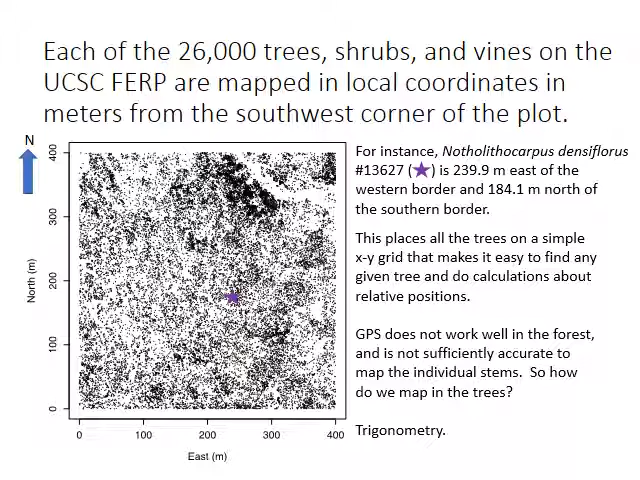 Each of the 26,000 trees, shrubs, and vines on the
UCSC FERP are mapped in local coordinates in
meters from the southwest corner of the plot.
N
400
300
200
100
0
North (m)
0 100 200 300 400
East (m)
For instance, Notholithocarpus densiflorus
#13627 (★) is 239.9 m east of the
western border and 184.1 m north of
the southern border.
This places all the trees on a simple
x-y grid that makes it easy to find any
given tree and do calculations about
relative positions.
GPS does not work well in the forest,
and is not sufficiently accurate to
map the individual stems. So how
do we map in the trees?
Trigonometry.